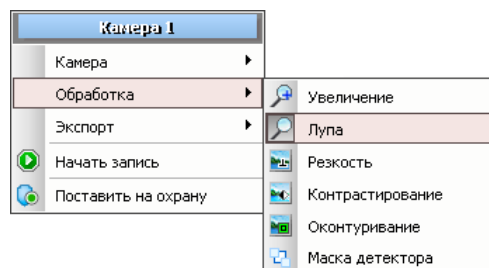 Камера 1
Камера
Обработка
Экспорт
Начать запись
Поставить на охрану
Увеличение
Лупа
Резкость
Контрастирование
Оконтуривание
Маска детектора